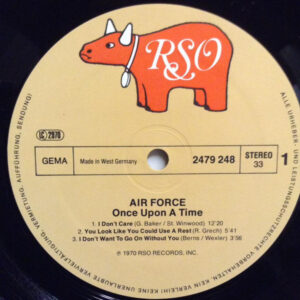 RSO
LC 2970
GEMA
Made in West Germany
2479 248
STEREO
33
1
AIR FORCE
Once Upon A Time
1. I Don't Care (G. Baker / St. Winwood) 12'20
2. You Look Like You Could Use A Rest (R. Grech) 5'41
3. I Don't Want To Go On Without You (Berns / Wexler) 3'56
Ⓟ 1970 RSO RECORDS, INC.
ALLE URHEBER- UND LEISTUNGSSCHUTZRECHTE VORBEHALTEN. KEIN VERLEIH! KEINE UNERLAUBTE VERVIELFÄLTIGUNG, VERMIETUNG, AUFFÜHRUNG, SENDUNG!